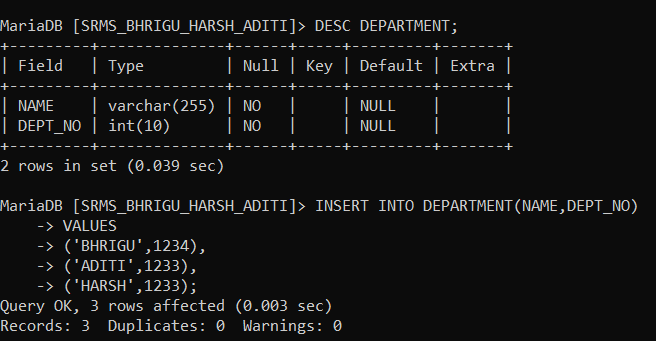 MariaDB [SRMS_BHRIGU_HARSH_ADITI]> DESC DEPARTMENT;
+---------+--------------+------+-----+---------+-------+
| Field   | Type         | Null | Key | Default | Extra |
+---------+--------------+------+-----+---------+-------+
| NAME    | varchar(255) | NO   |     | NULL    |       |
| DEPT_NO | int(10)      | NO   |     | NULL    |       |
+---------+--------------+------+-----+---------+-------+
2 rows in set (0.039 sec)
MariaDB [SRMS_BHRIGU_HARSH_ADITI]> INSERT INTO DEPARTMENT(NAME,DEPT_NO)
    -> VALUES
    -> ('BHRIGU',1234),
    -> ('ADITI',1233),
    -> ('HARSH',1233);
Query OK, 3 rows affected (0.003 sec)
Records: 3  Duplicates: 0  Warnings: 0